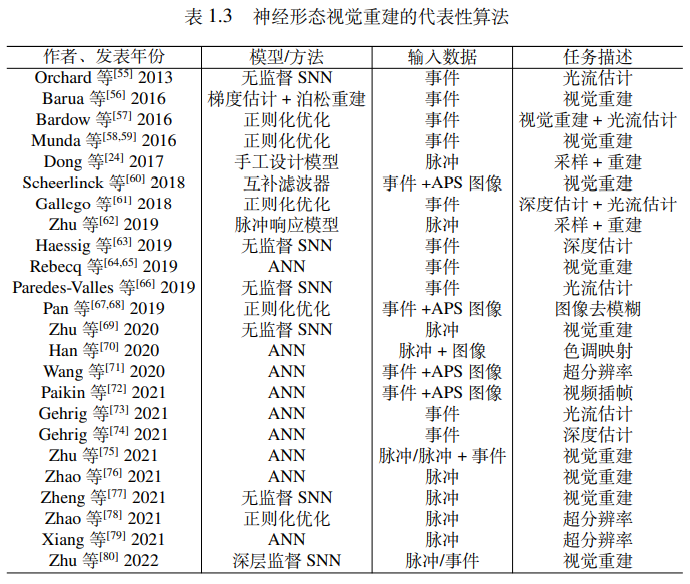 表 1.3 神经形态视觉重建的代表性算法
作者、发表年份 模型/方法 输入数据 任务描述
Orchard 等[55] 2013 无监督 SNN 事件 光流估计
Barua 等[56] 2016 梯度估计 + 泊松重建 事件 视觉重建
Bardow 等[57] 2016 正则化优化 事件 视觉重建 + 光流估计
Munda 等[58,59] 2016 正则化优化 事件 视觉重建
Dong 等[24] 2017 手工设计模型 脉冲 采样 + 重建
Scheerlinck 等[60] 2018 互补滤波器 事件 +APS 图像 视觉重建
Gallego 等[61] 2018 正则化优化 事件 深度估计 + 光流估计
Zhu 等[62] 2019 脉冲响应模型 脉冲 采样 + 重建
Haessig 等[63] 2019 无监督 SNN 事件 深度估计
Rebecq 等[64,65] 2019 ANN 事件 视觉重建
Paredes-Valles 等[66] 2019 无监督 SNN 事件 光流估计
Pan 等[67,68] 2019 正则化优化 事件 +APS 图像 图像去模糊
Zhu 等[69] 2020 无监督 SNN 脉冲 视觉重建
Han 等[70] 2020 ANN 脉冲 + 图像 色调映射
Wang 等[71] 2020 ANN 事件 +APS 图像 超分辨率
Paikin 等[72] 2021 ANN 事件 +APS 图像 视频插帧
Gehrig 等[73] 2021 ANN 事件 光流估计
Gehrig 等[74] 2021 ANN 事件 深度估计
Zhu 等[75] 2021 ANN 脉冲/脉冲 + 事件 视觉重建
Zhao 等[76] 2021 ANN 脉冲 视觉重建
Zheng 等[77] 2021 无监督 SNN 脉冲 视觉重建
Zhao 等[78] 2021 正则化优化 脉冲 超分辨率
Xiang 等[79] 2021 ANN 脉冲 超分辨率
Zhu 等[80] 2022 深层监督 SNN 脉冲/事件 视觉重建